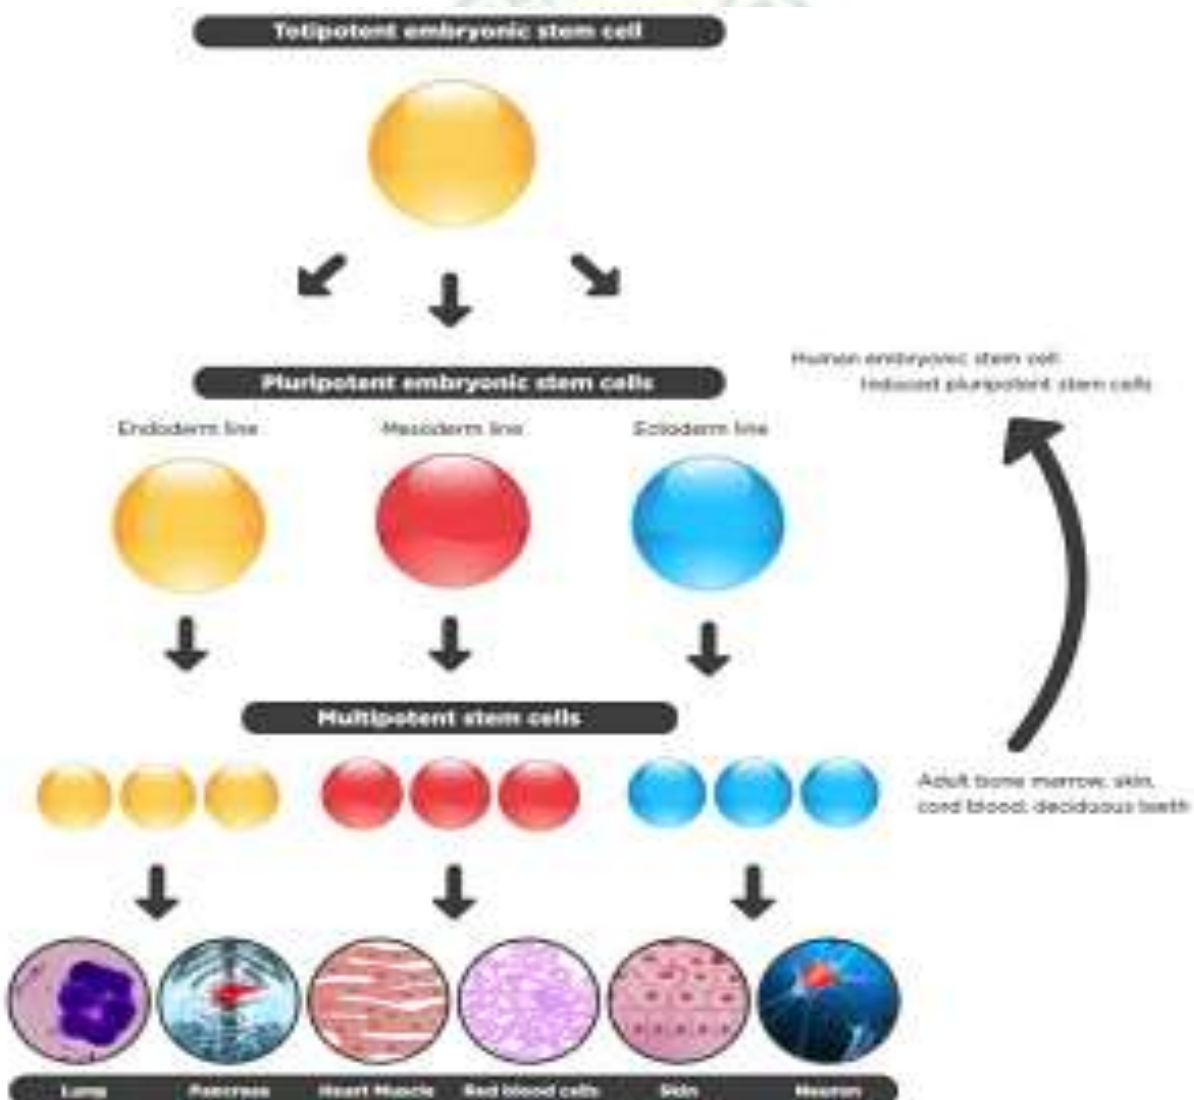 Totipotent embryonic stem cell
Pluripotent embryonic stem cells
Human embryonic stem cell
Induced pluripotent stem cells
Endoderm line
Mesoderm line
Ectoderm line
Multipotent stem cells
Adult bone marrow, skin,
cord blood, deciduous teeth
Lung
Pancreas
Heart Muscle
Red blood cells
Skin
Neuron